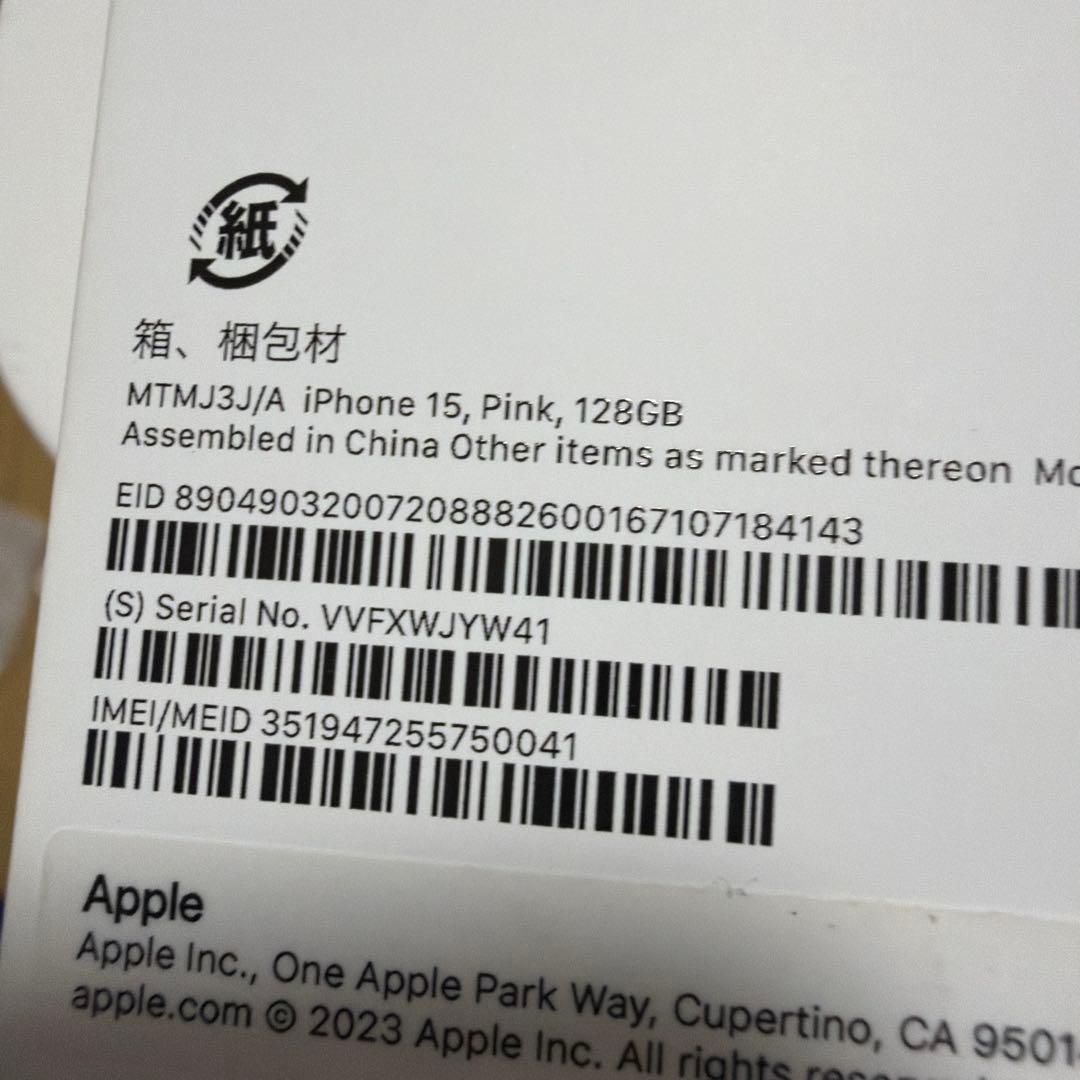 紙
箱、梱包材
MTMJ3J/A iPhone 15, Pink, 128GB
Assembled in China Other items as marked thereon
EID 89049032007208882600167107184143
(S) Serial No. VVFXWJYW41
IMEI/MEID 351947255750041
Apple
Apple Inc., One Apple Park Way, Cupertino, CA 9501
apple.com © 2023 Apple Inc. All rights